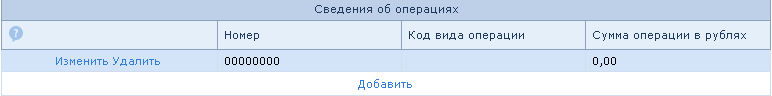 Сведения об операциях
? Номер Код вида операции Сумма операции в рублях
Изменить Удалить 00000000 0,00
Добавить